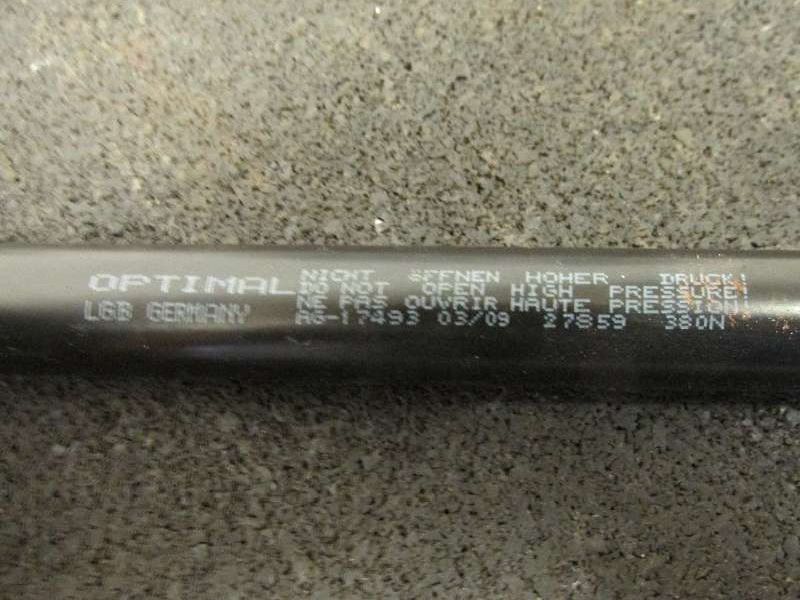 OPTIMAL
LGB GERMANY
NICHT ÖFFNEN HOHER DRUCK!
DO NOT OPEN HIGH PRESSURE!
NE PAS OUVRIR HAUTE PRESSION!
AG-17493 03/09 27859 380N